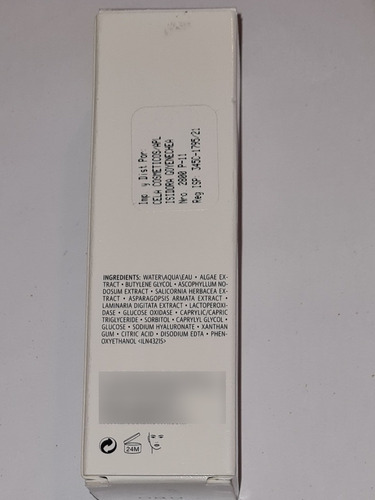 Imp y Dist Por:
CELA COSMETICOS/APL
ISIDORA GOYENECHEA
Nro 2800 P-11
Reg ISP 345C-1795/21
INGREDIENTS: WATER\AQUA\EAU • ALGAE EX-
TRACT • BUTYLENE GLYCOL • ASCOPHYLLUM NO-
DOSUM EXTRACT • SALICORNIA HERBACEA EX-
TRACT • ASPARAGOPSIS ARMATA EXTRACT •
LAMINARIA DIGITATA EXTRACT • LACTOPEROXI-
DASE • GLUCOSE OXIDASE • CAPRYLIC/CAPRIC
TRIGLYCERIDE • SORBITOL • CAPRYLYL GLYCOL •
GLUCOSE • SODIUM HYALURONATE • XANTHAN
GUM • CITRIC ACID • DISODIUM EDTA • PHEN-
OXYETHANOL <ILN43215>
24M